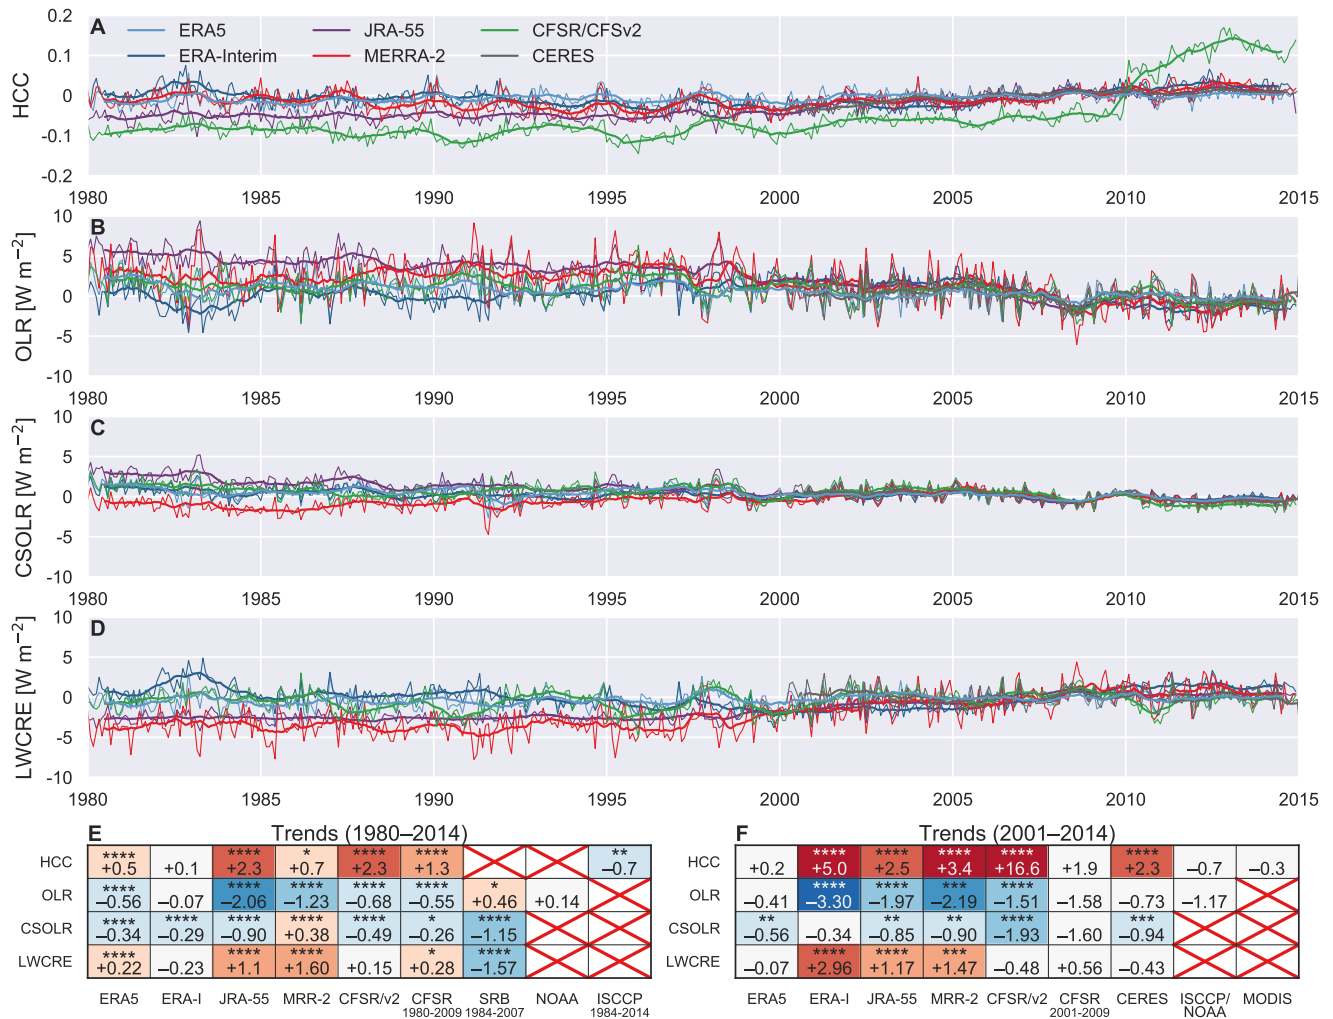 A
ERA5 JRA-55 CFSR/CFSv2
ERA-Interim MERRA-2 CERES
HCC
0.2
0.1
0
-0.1
-0.2
1980 1985 1990 1995 2000 2005 2010 2015
B
OLR [W m−2]
10
5
0
-5
-10
1980 1985 1990 1995 2000 2005 2010 2015
C
CSOLR [W m−2]
10
5
0
-5
-10
1980 1985 1990 1995 2000 2005 2010 2015
D
LWCRE [W m−2]
10
5
0
-5
-10
1980 1985 1990 1995 2000 2005 2010 2015
E Trends (1980–2014)
**** **** * **** **** **
HCC +0.5 +0.1 +2.3 +0.7 +2.3 +1.3 –0.7
**** **** **** **** **** *
OLR –0.56 –0.07 –2.06 –1.23 –0.68 –0.55 +0.46 +0.14
**** **** **** **** **** * ****
CSOLR –0.34 –0.29 –0.90 +0.38 –0.49 –0.26 –1.15
**** **** **** * ****
LWCRE +0.22 –0.23 +1.1 +1.60 +0.15 +0.28 –1.57
ERA5 ERA-I JRA-55 MRR-2 CFSR/v2 CFSR SRB NOAA ISCCP
1980-2009 1984-2007 1984-2014
F Trends (2001–2014)
**** **** **** **** ****
HCC +0.2 +5.0 +2.5 +3.4 +16.6 +1.9 +2.3 –0.7 –0.3
**** **** *** ****
OLR –0.41 –3.30 –1.97 –2.19 –1.51 –1.58 –0.73 –1.17
** ** ** **** ***
CSOLR –0.56 –0.34 –0.85 –0.90 –1.93 –1.60 –0.94
**** **** ***
LWCRE –0.07 +2.96 +1.17 +1.47 –0.48 +0.56 –0.43
ERA5 ERA-I JRA-55 MRR-2 CFSR/v2 CFSR CERES ISCCP/ MODIS
2001-2009 NOAA